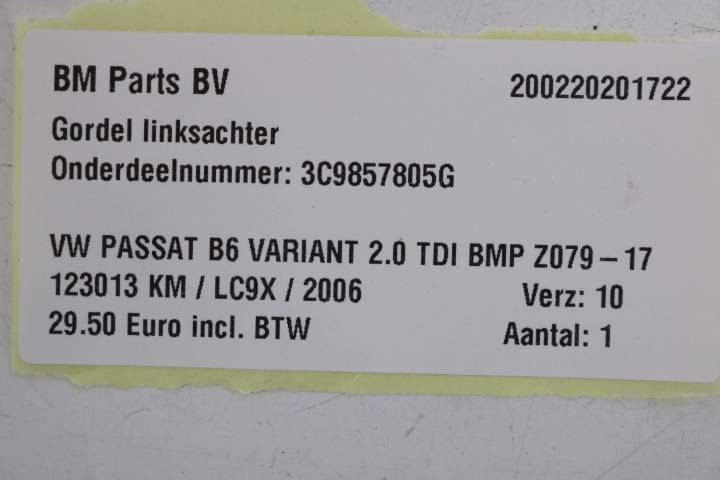 BM Parts BV 200220201722
Gordel linksachter
Onderdeelnummer: 3C9857805G
VW PASSAT B6 VARIANT 2.0 TDI BMP Z079-17
123013 KM / LC9X / 2006 Verz: 10
29.50 Euro incl. BTW Aantal: 1